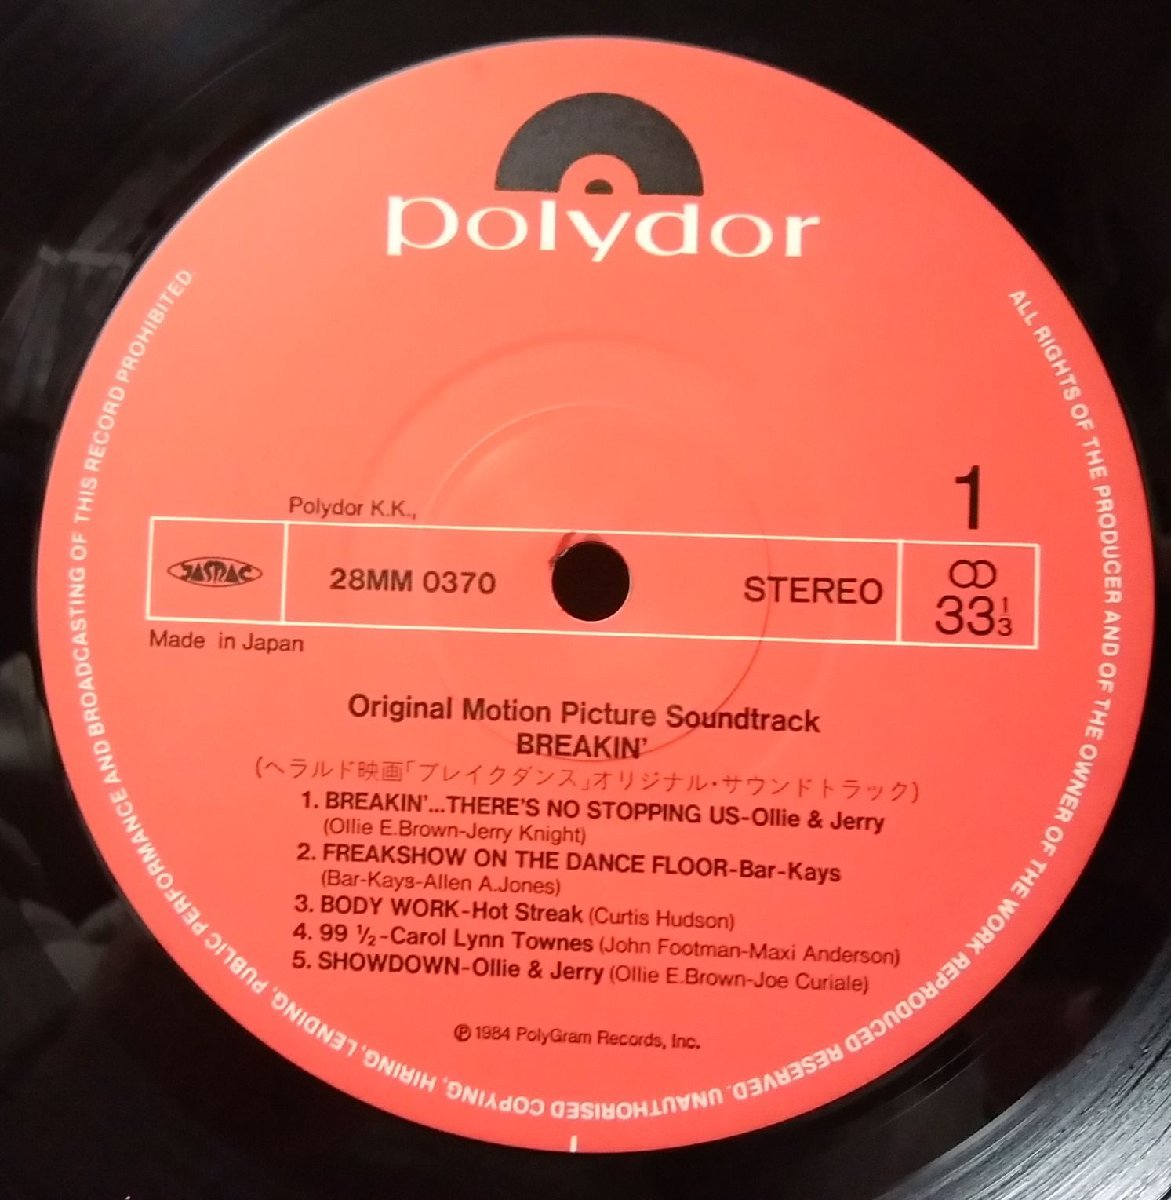 polydor
1
Polydor K.K.,
JASRAC
28MM 0370
STEREO
33 1/3
Made in Japan
Original Motion Picture Soundtrack
BREAKIN'
(ヘラルド映画「ブレイクダンス」オリジナル・サウンドトラック)
1. BREAKIN'...THERE'S NO STOPPING US-Ollie & Jerry
(Ollie E.Brown-Jerry Knight)
2. FREAKSHOW ON THE DANCE FLOOR-Bar-Kays
(Bar-Kays-Allen A.Jones)
3. BODY WORK-Hot Streak (Curtis Hudson)
4. 99 ½-Carol Lynn Townes (John Footman-Maxi Anderson)
5. SHOWDOWN-Ollie & Jerry (Ollie E.Brown-Joe Curiale)
℗ 1984 PolyGram Records, Inc.
ALL RIGHTS OF THE PRODUCER AND OF THE OWNER OF THE WORK REPRODUCED RESERVED. UNAUTHORISED COPYING, HIRING, LENDING, PUBLIC PERFORMANCE AND BROADCASTING OF THIS RECORD PROHIBITED